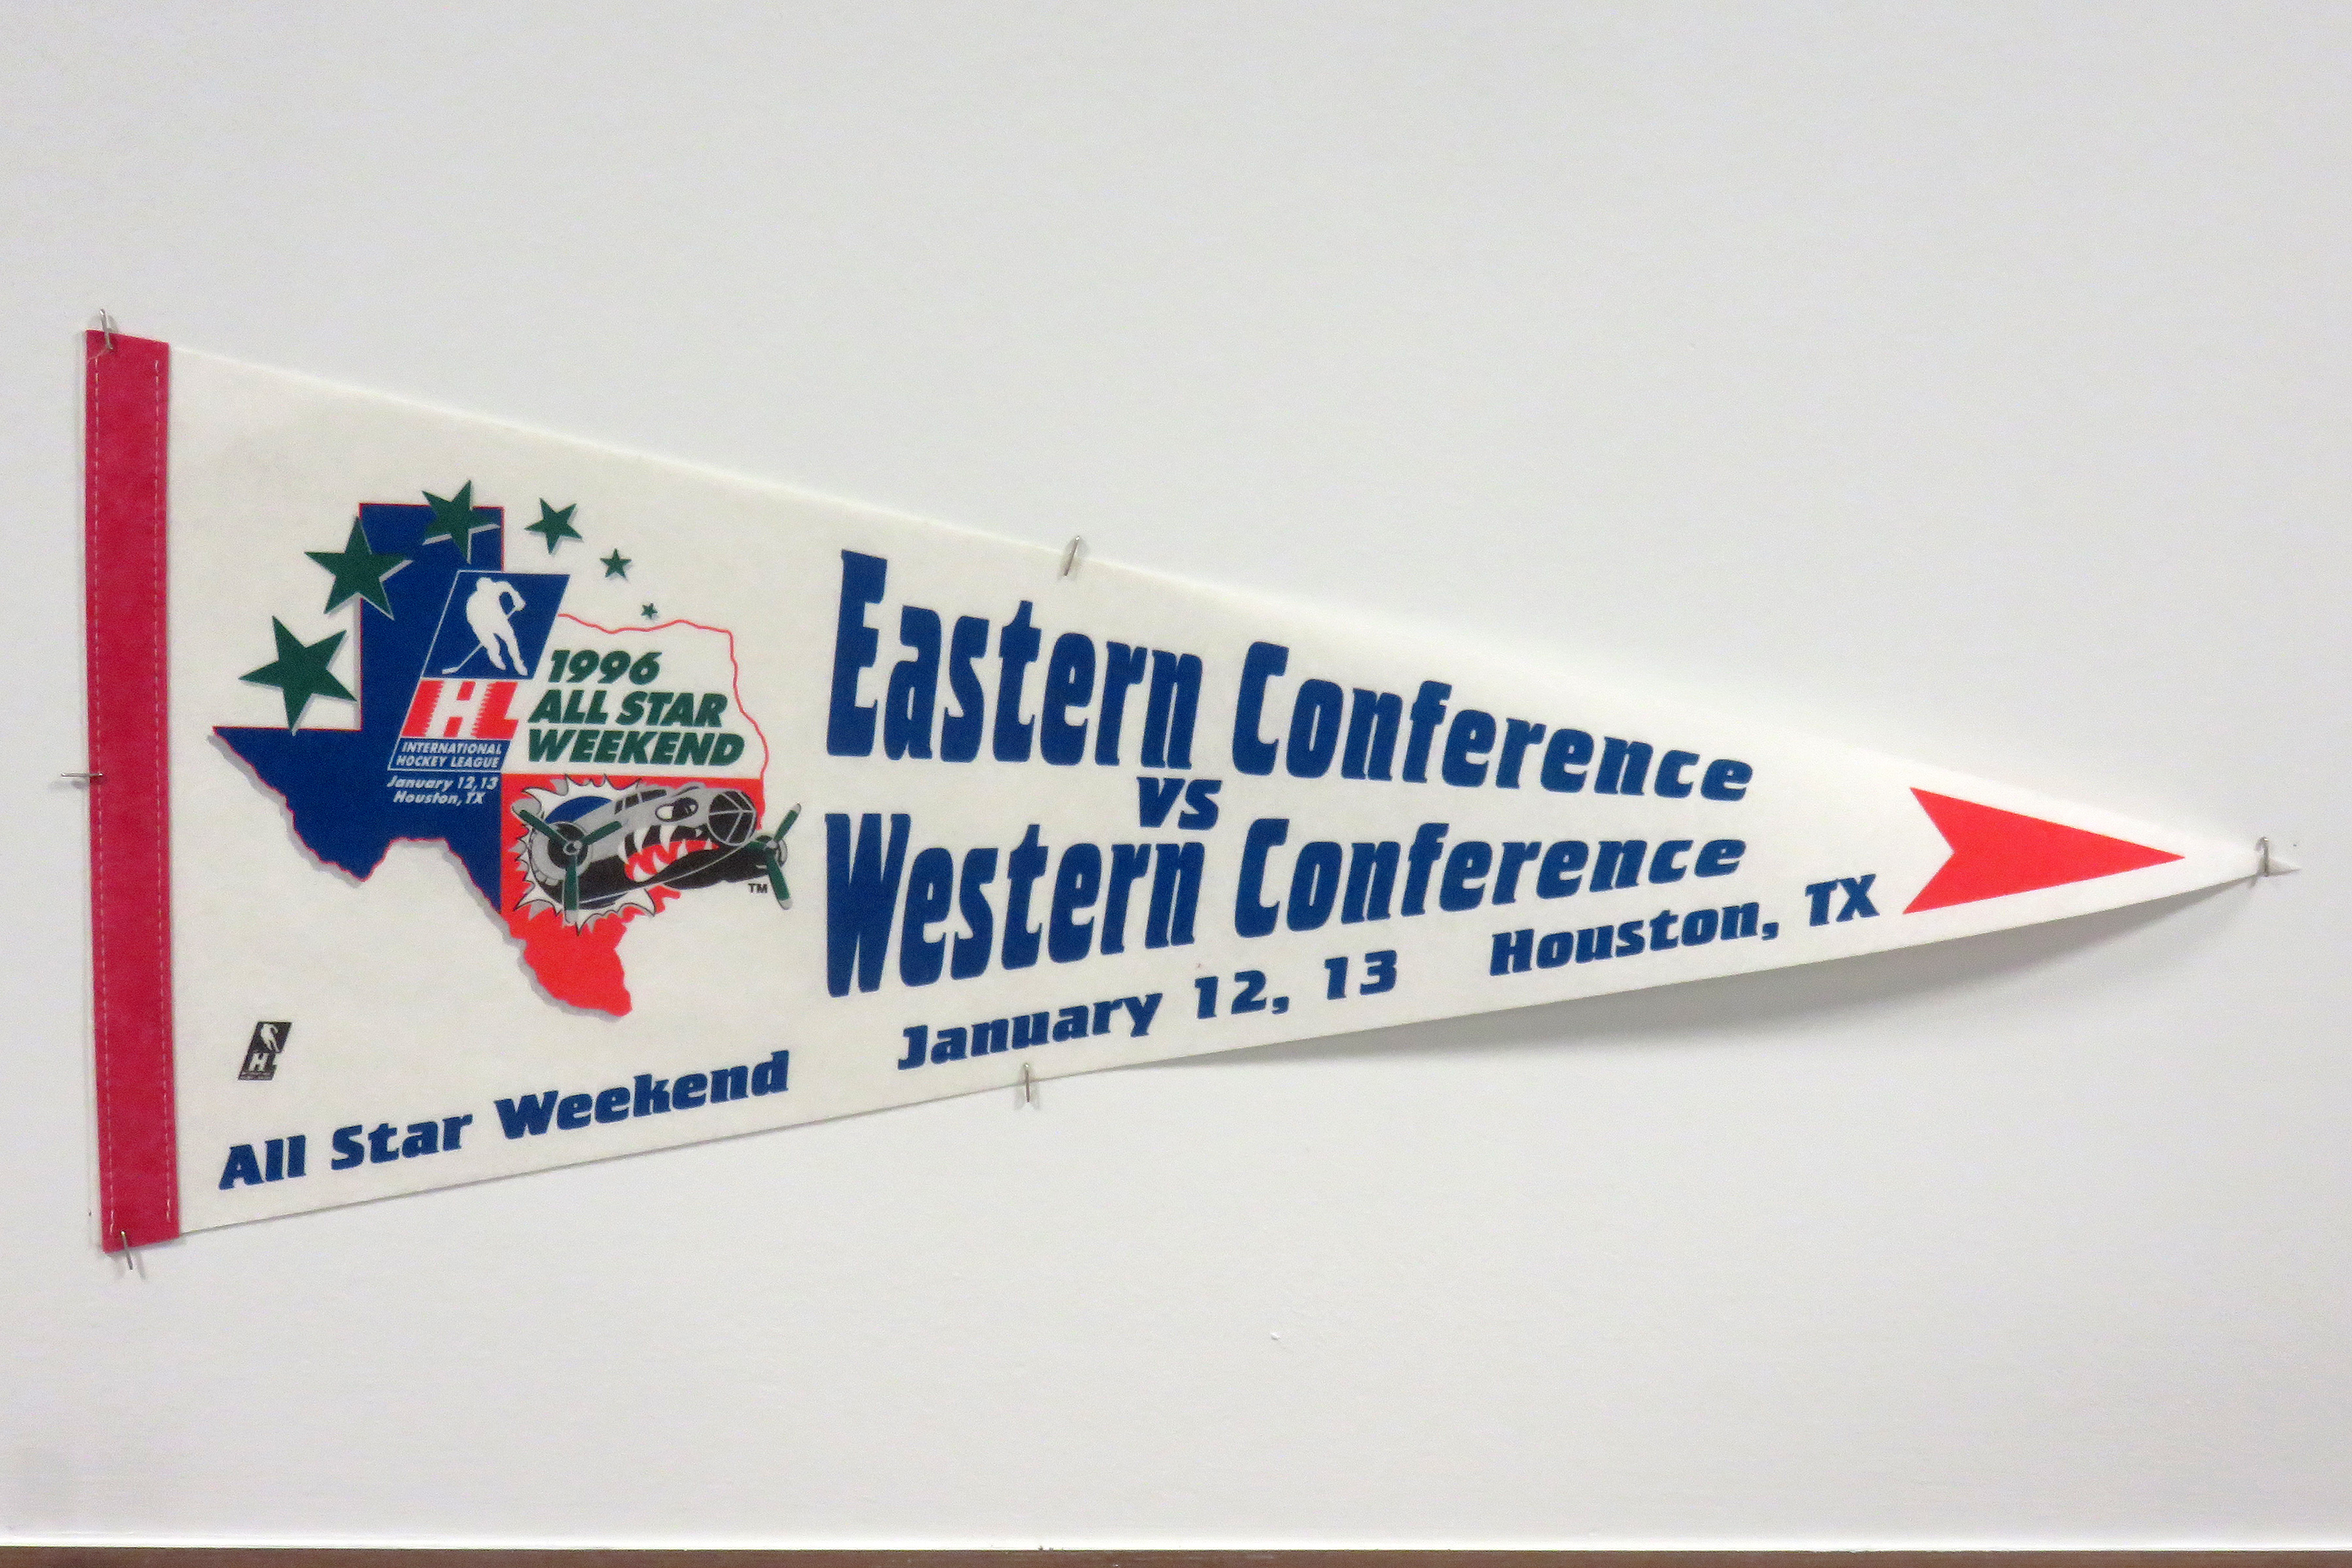 IHL
INTERNATIONAL
HOCKEY LEAGUE
January 12,13
Houston, TX
1996
ALL STAR
WEEKEND
TM
Eastern Conference
vs
Western Conference
All Star Weekend January 12, 13 Houston, TX